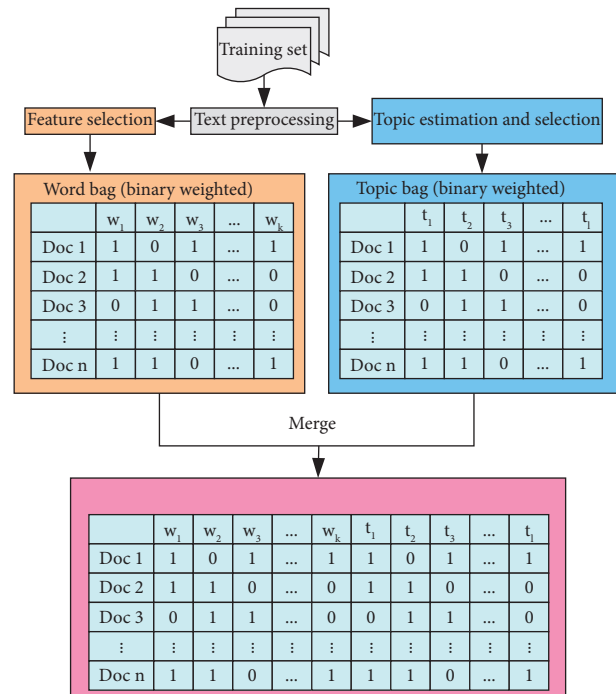 Training set
Feature selection
Text preprocessing
Topic estimation and selection
Word bag (binary weighted)
w1 w2 w3 ... wk
Doc 1 1 0 1 ... 1
Doc 2 1 1 0 ... 0
Doc 3 0 1 1 ... 0
⋮ ⋮ ⋮ ⋮ ⋮ ⋮
Doc n 1 1 0 ... 1
Topic bag (binary weighted)
t1 t2 t3 ... tl
Doc 1 1 0 1 ... 1
Doc 2 1 1 0 ... 0
Doc 3 0 1 1 ... 0
⋮ ⋮ ⋮ ⋮ ⋮ ⋮
Doc n 1 1 0 ... 1
Merge
w1 w2 w3 ... wk t1 t2 t3 ... tl
Doc 1 1 0 1 ... 1 1 0 1 ... 1
Doc 2 1 1 0 ... 0 1 1 0 ... 0
Doc 3 0 1 1 ... 0 0 1 1 ... 0
⋮ ⋮ ⋮ ⋮ ⋮ ⋮ ⋮ ⋮ ⋮ ⋮ ⋮
Doc n 1 1 0 ... 1 1 1 0 ... 1